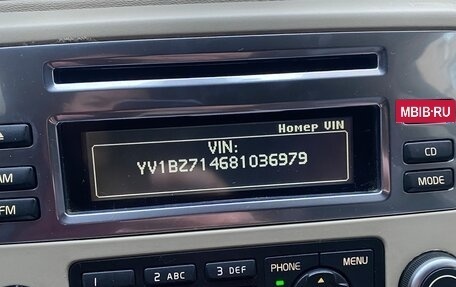 Номер VIN
MBIB·RU
VIN:
YV1BZ714681036979
CD
AM
MODE
FM
1
2 ABC
3 DEF
PHONE
MENU